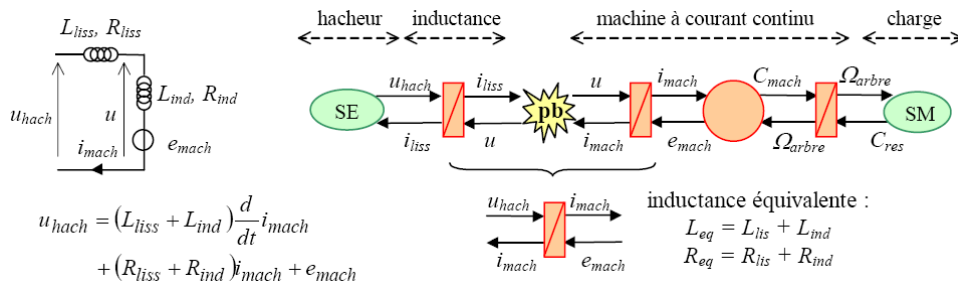 hacheur inductance machine à courant continu charge
L_liss, R_liss
L_ind, R_ind
u_hach u
i_mach e_mach
u_hach i_liss u i_mach C_mach Ω_arbre
SE pb SM
i_liss u i_mach e_mach Ω_arbre C_res
u_hach i_mach
i_mach e_mach
u_hach = (L_liss + L_ind) d/dt i_mach
+ (R_liss + R_ind) i_mach + e_mach
inductance équivalente :
L_eq = L_lis + L_ind
R_eq = R_lis + R_ind